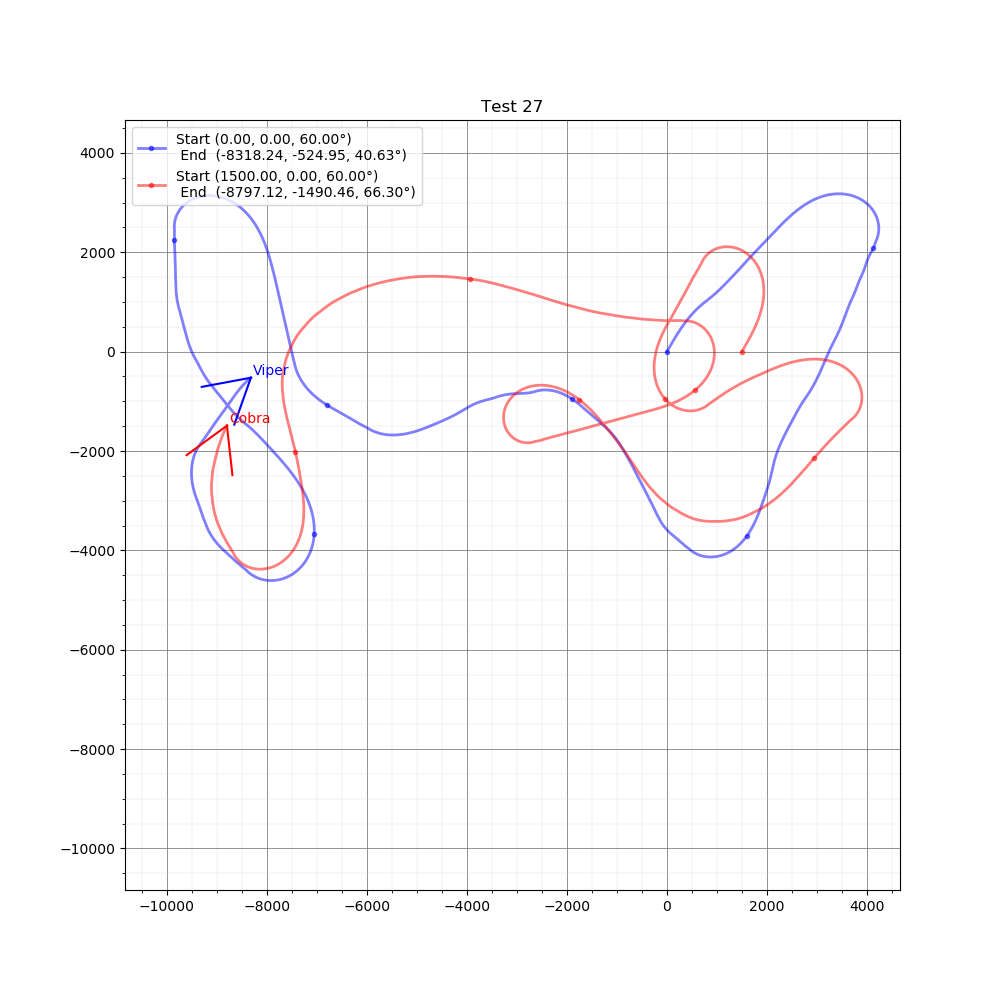 Test 27
Start (0.00, 0.00, 60.00°)
End (-8318.24, -524.95, 40.63°)
Start (1500.00, 0.00, 60.00°)
End (-8797.12, -1490.46, 66.30°)
4000
2000
0
−2000
−4000
−6000
−8000
−10000
Viper
Cobra
−10000 −8000 −6000 −4000 −2000 0 2000 4000